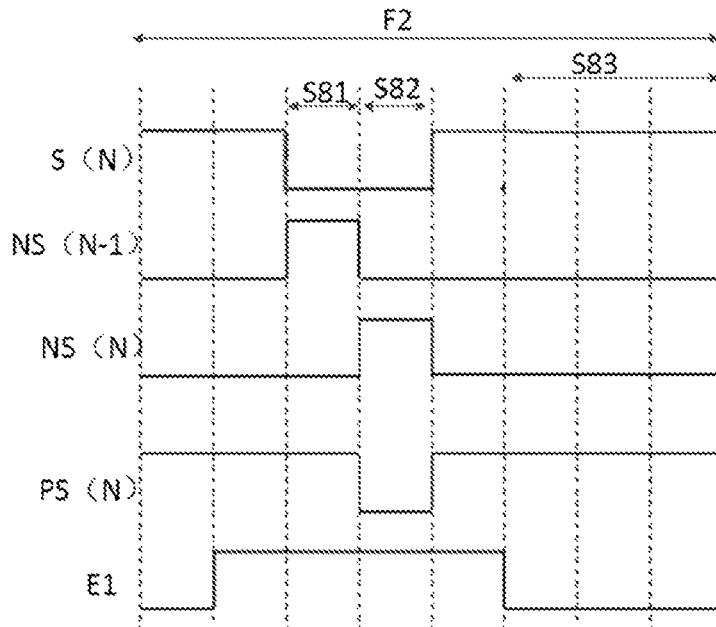 F2
S83
S81
S82
S（N）
NS（N-1）
NS（N）
PS（N）
E1